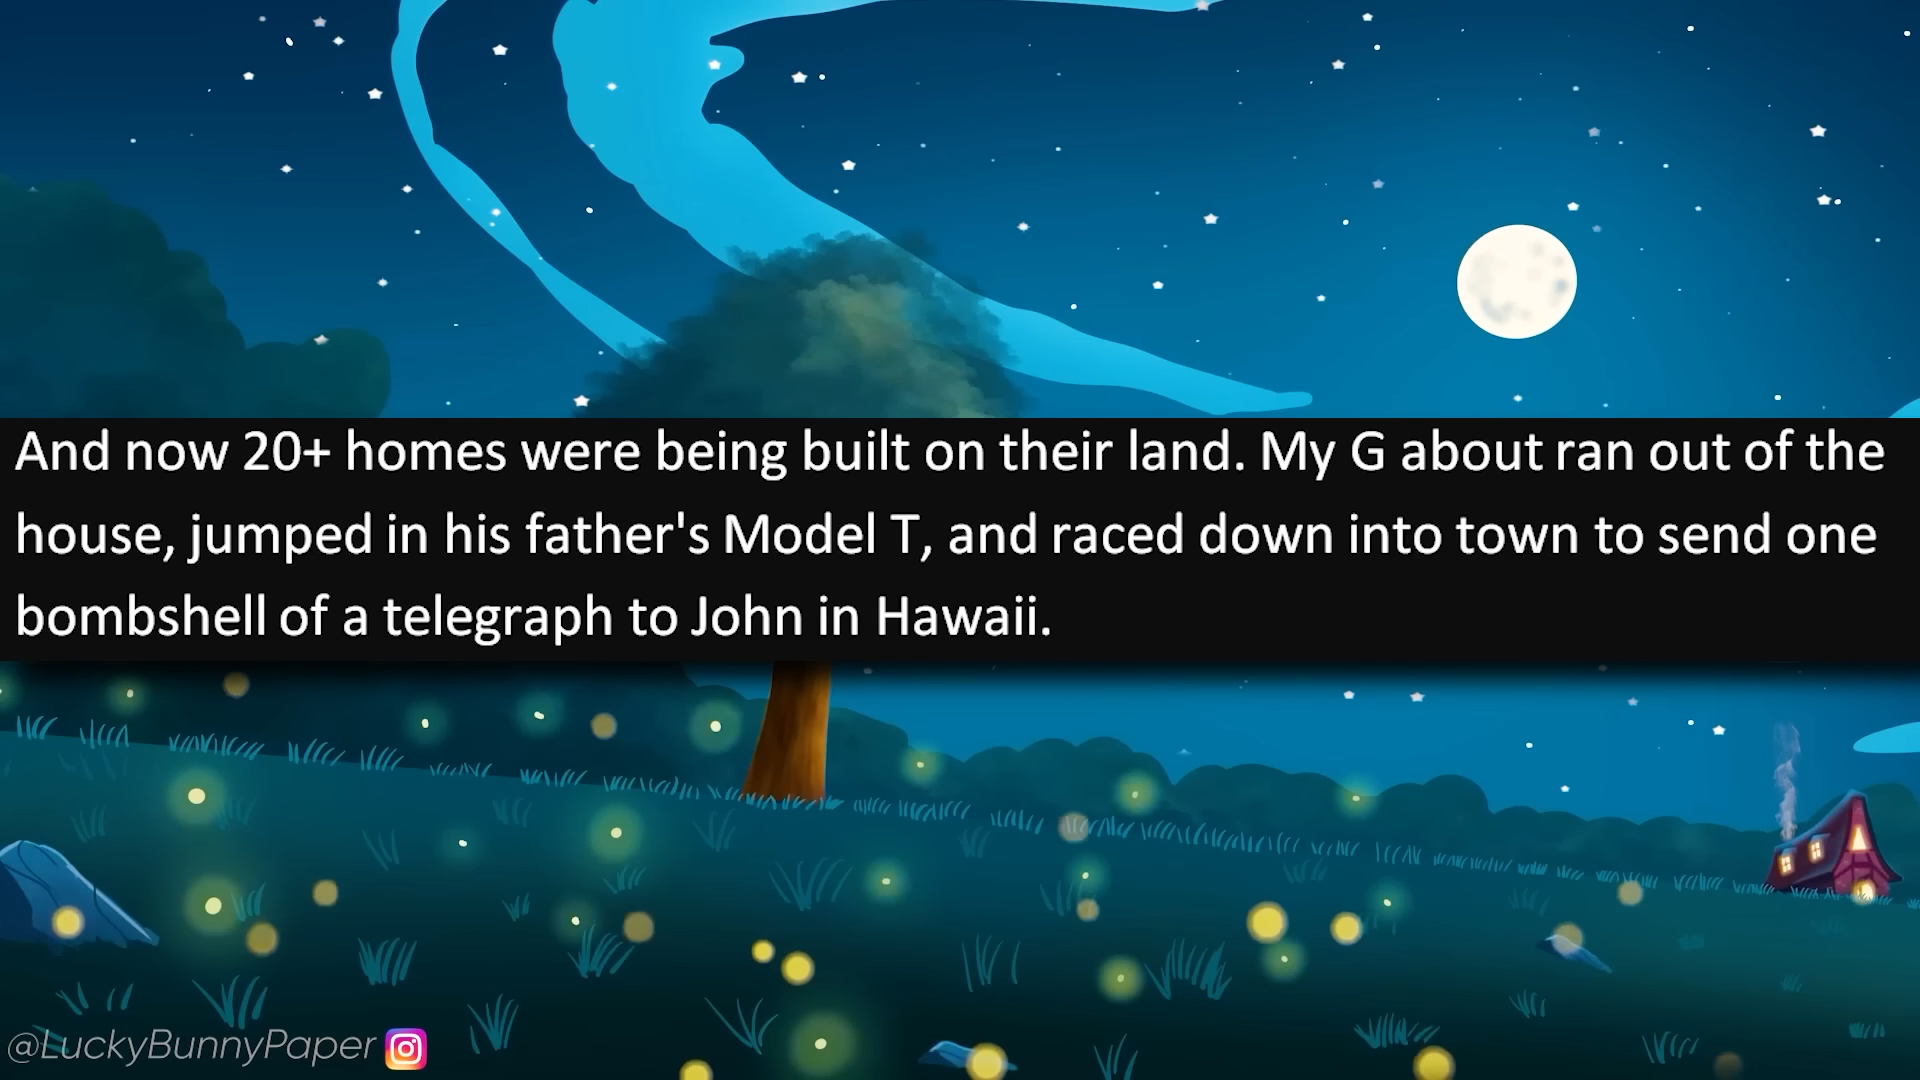 And now 20+ homes were being built on their land. My G about ran out of the
house, jumped in his father's Model T, and raced down into town to send one
bombshell of a telegraph to John in Hawaii.
@LuckyBunnyPaper